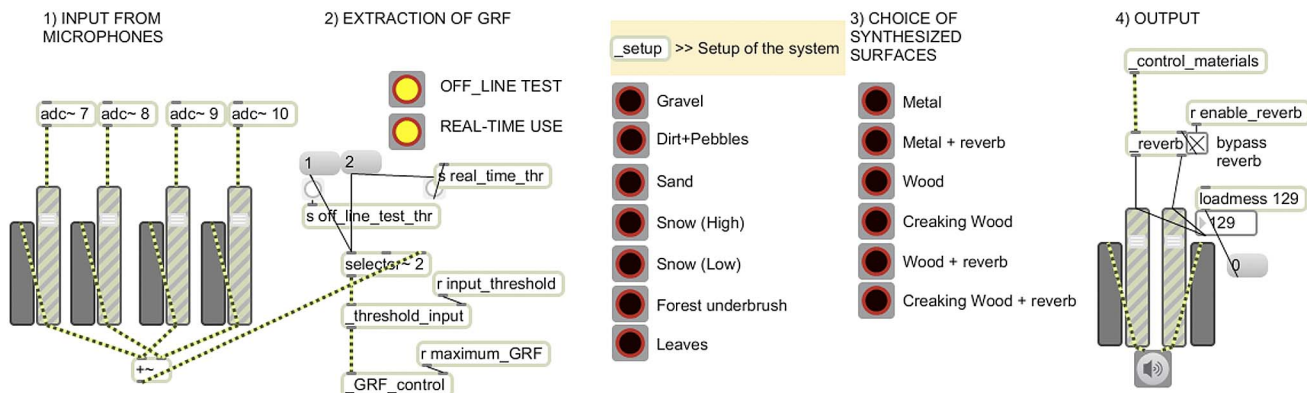 1) INPUT FROM
MICROPHONES
adc~ 7
adc~ 8
adc~ 9
adc~ 10
+~
2) EXTRACTION OF GRF
OFF_LINE TEST
REAL-TIME USE
1
2
s real_time_thr
s off_line_test_thr
selector~ 2
r input_threshold
_threshold_input
r maximum_GRF
_GRF_control
_setup >> Setup of the system
Gravel
Dirt+Pebbles
Sand
Snow (High)
Snow (Low)
Forest underbrush
Leaves
3) CHOICE OF
SYNTHESIZED
SURFACES
Metal
Metal + reverb
Wood
Creaking Wood
Wood + reverb
Creaking Wood + reverb
4) OUTPUT
_control_materials
r enable_reverb
_reverb
bypass
reverb
loadmess 129
129
0